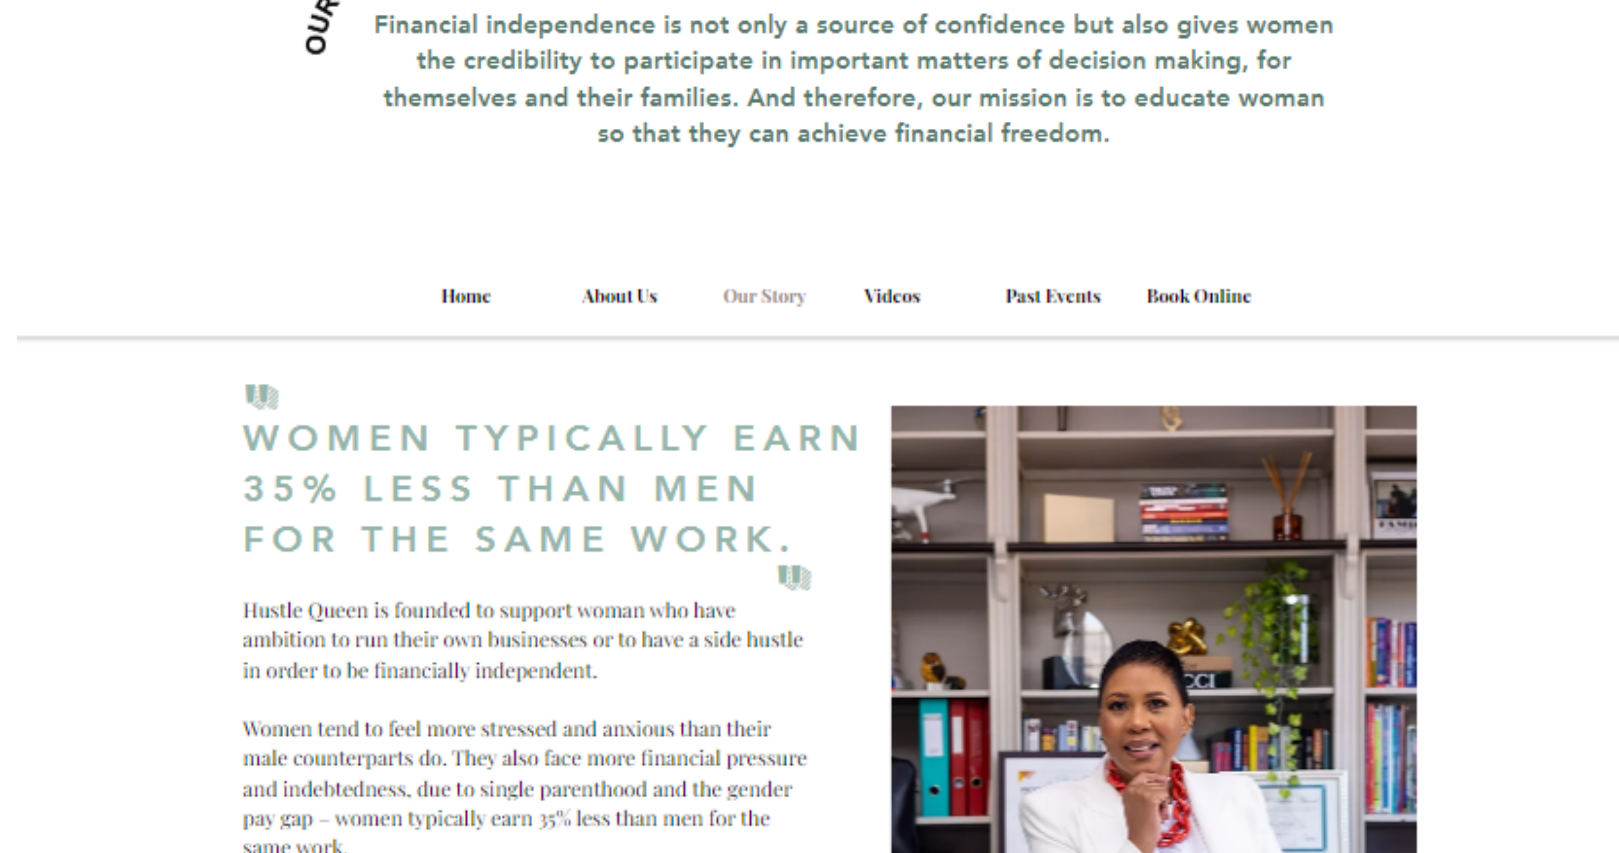 OUR
Financial independence is not only a source of confidence but also gives women
the credibility to participate in important matters of decision making, for
themselves and their families. And therefore, our mission is to educate woman
so that they can achieve financial freedom.
Home About Us Our Story Videos Past Events Book Online
WOMEN TYPICALLY EARN
35% LESS THAN MEN
FOR THE SAME WORK.
Hustle Queen is founded to support woman who have
ambition to run their own businesses or to have a side hustle
in order to be financially independent.
Women tend to feel more stressed and anxious than their
male counterparts do. They also face more financial pressure
and indebtedness, due to single parenthood and the gender
pay gap – women typically earn 35% less than men for the
same work.